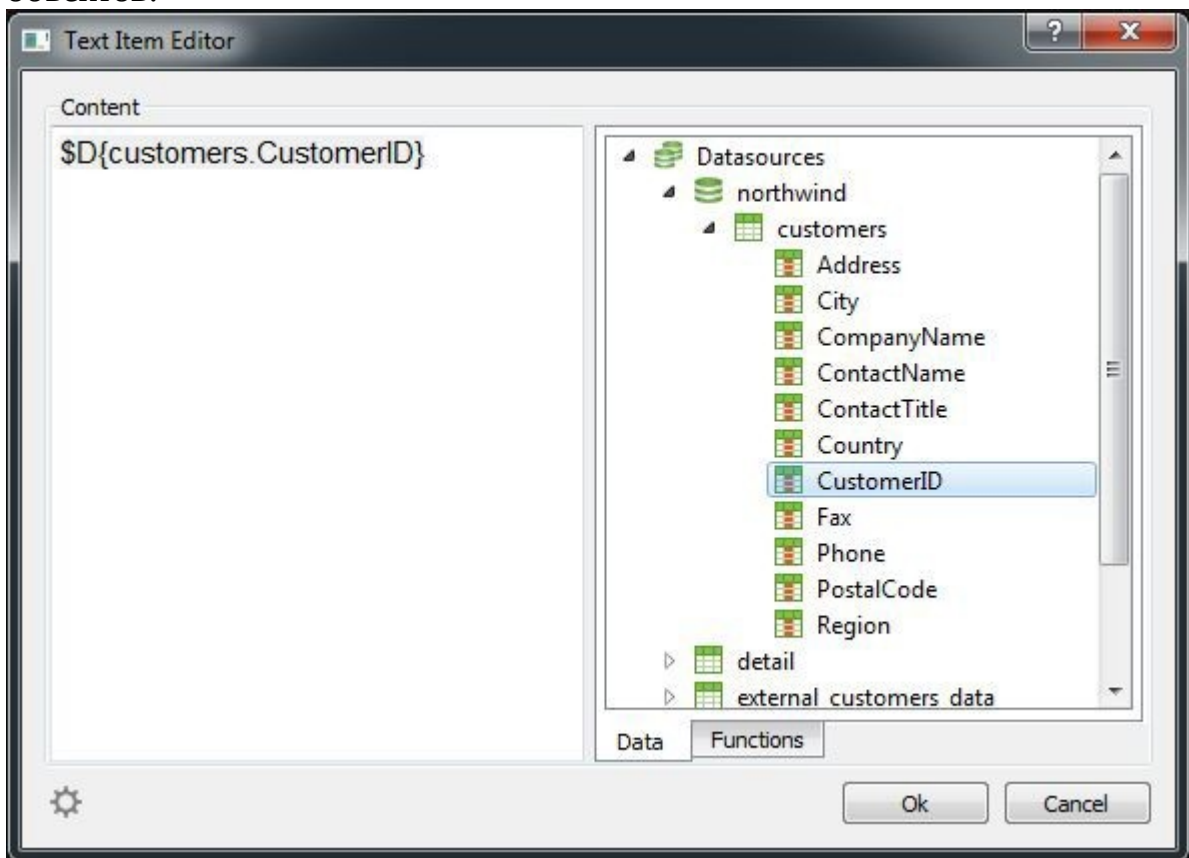 Text Item Editor
?
X
Content
$D{customers.CustomerID}
Datasources
northwind
customers
Address
City
CompanyName
ContactName
ContactTitle
Country
CustomerID
Fax
Phone
PostalCode
Region
detail
external_customers_data
Data
Functions
Ok
Cancel